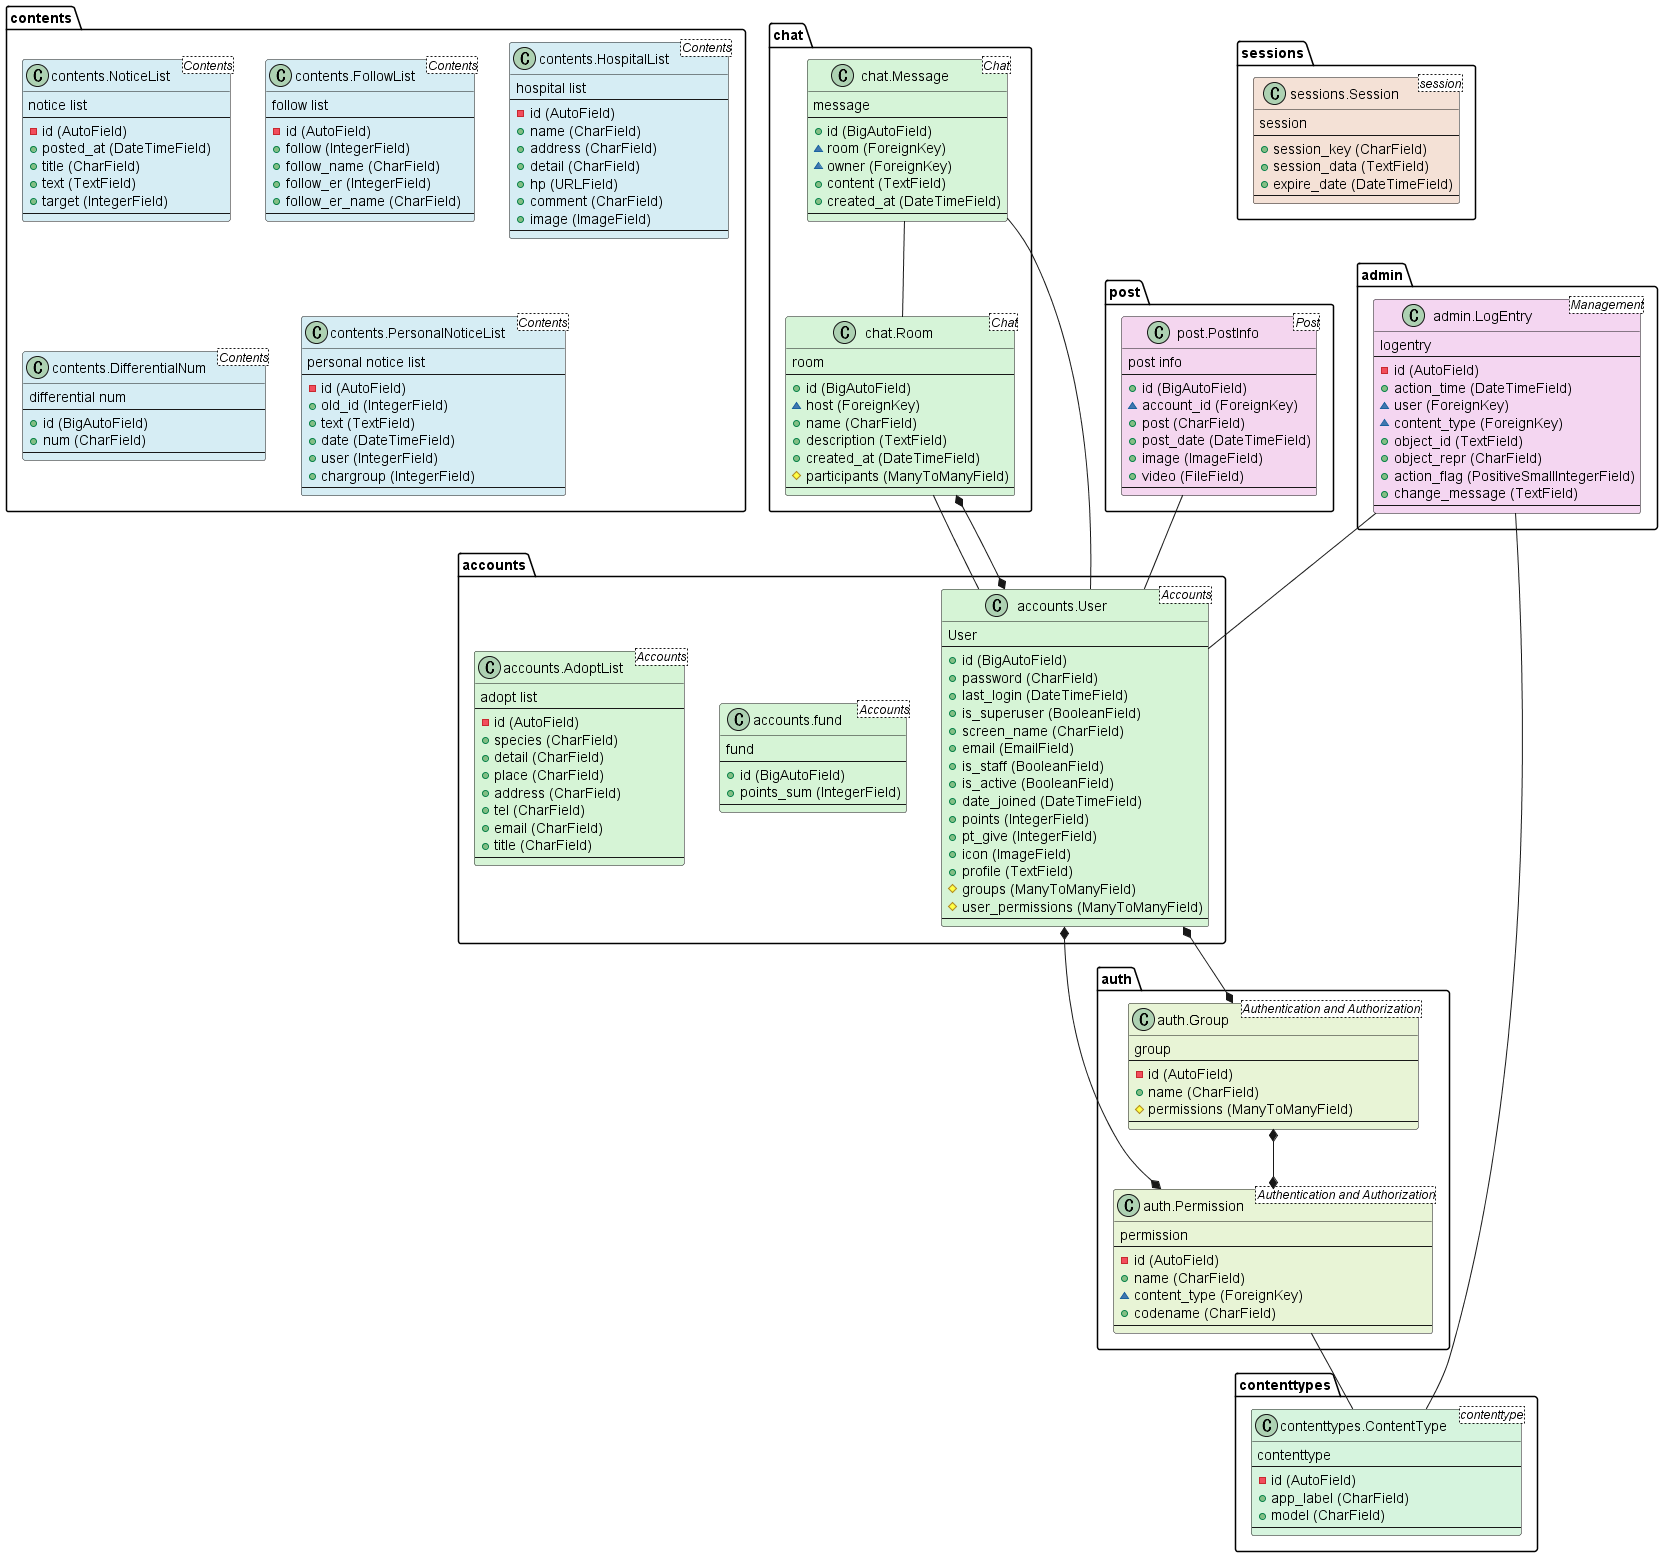 contents
C contents.NoticeList
Contents
notice list
id (AutoField)
posted_at (DateTimeField)
title (CharField)
text (TextField)
target (IntegerField)
C contents.FollowList
Contents
follow list
id (AutoField)
follow (IntegerField)
follow_name (CharField)
follow_er (IntegerField)
follow_er_name (CharField)
C contents.HospitalList
Contents
hospital list
id (AutoField)
name (CharField)
address (CharField)
detail (CharField)
hp (URLField)
comment (CharField)
image (ImageField)
C contents.DifferentialNum
Contents
differential num
id (BigAutoField)
num (CharField)
C contents.PersonalNoticeList
Contents
personal notice list
id (AutoField)
old_id (IntegerField)
text (TextField)
date (DateTimeField)
user (IntegerField)
chargroup (IntegerField)
chat
C chat.Message
Chat
message
id (BigAutoField)
room (ForeignKey)
owner (ForeignKey)
content (TextField)
created_at (DateTimeField)
C chat.Room
Chat
room
id (BigAutoField)
host (ForeignKey)
name (CharField)
description (TextField)
created_at (DateTimeField)
participants (ManyToManyField)
sessions
C sessions.Session
session
session
session_key (CharField)
session_data (TextField)
expire_date (DateTimeField)
post
C post.PostInfo
Post
post info
id (BigAutoField)
account_id (ForeignKey)
post (CharField)
post_date (DateTimeField)
image (ImageField)
video (FileField)
admin
C admin.LogEntry
Management
logentry
id (AutoField)
action_time (DateTimeField)
user (ForeignKey)
content_type (ForeignKey)
object_id (TextField)
object_repr (CharField)
action_flag (PositiveSmallIntegerField)
change_message (TextField)
accounts
C accounts.AdoptList
Accounts
adopt list
id (AutoField)
species (CharField)
detail (CharField)
place (CharField)
address (CharField)
tel (CharField)
email (CharField)
title (CharField)
C accounts.fund
Accounts
fund
id (BigAutoField)
points_sum (IntegerField)
C accounts.User
Accounts
User
id (BigAutoField)
password (CharField)
last_login (DateTimeField)
is_superuser (BooleanField)
screen_name (CharField)
email (EmailField)
is_staff (BooleanField)
is_active (BooleanField)
date_joined (DateTimeField)
points (IntegerField)
pt_give (IntegerField)
icon (ImageField)
profile (TextField)
groups (ManyToManyField)
user_permissions (ManyToManyField)
auth
C auth.Group
Authentication and Authorization
group
id (AutoField)
name (CharField)
permissions (ManyToManyField)
C auth.Permission
Authentication and Authorization
permission
id (AutoField)
name (CharField)
content_type (ForeignKey)
codename (CharField)
contenttypes
C contenttypes.ContentType
contenttype
contenttype
id (AutoField)
app_label (CharField)
model (CharField)